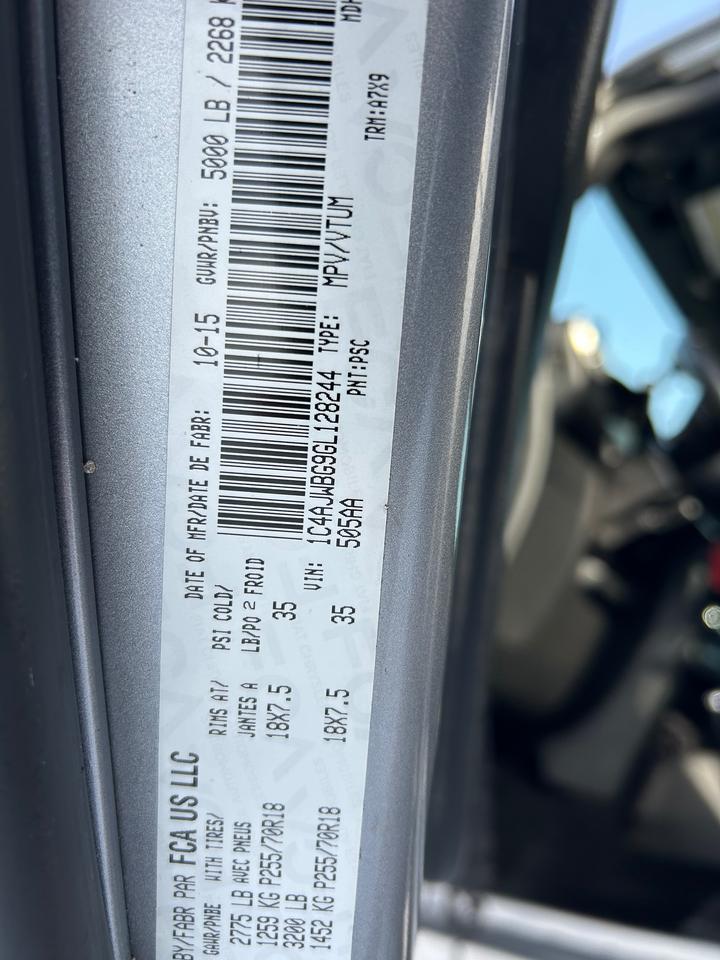 BY/FABR PAR FCA US LLC
DATE OF MFR/DATE DE FABR: 10-15 GVWR/PNBV: 5000 LB / 2268
GAWR/PNBE WITH TIRES/ RIMS AT/ PSI COLD/
2775 LB AVEC PNEUS JANTES A LB/PO2 FROID
1259 KG P255/70R18 18X7.5 35
3200 LB
1452 KG P255/70R18 18X7.5 35
VIN: 1C4AJWBG9GL128244 TYPE: MPV/VTUM
505AA PNT:PSC TRM:A7X9